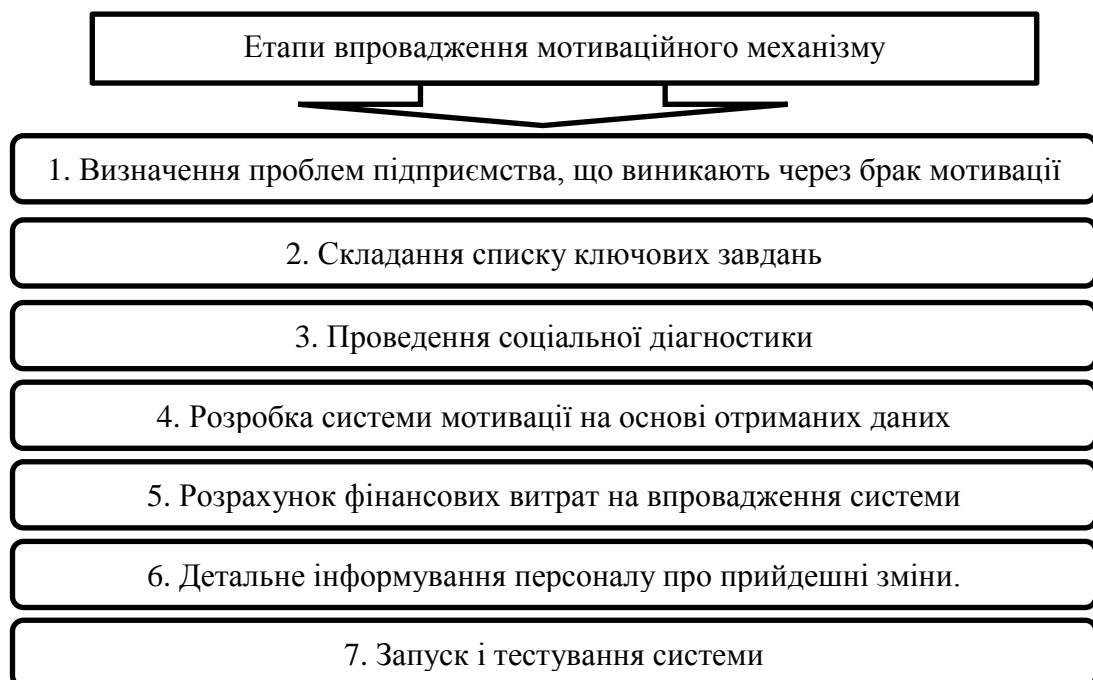 Етапи впровадження мотиваційного механізму
1. Визначення проблем підприємства, що виникають через брак мотивації
2. Складання списку ключових завдань
3. Проведення соціальної діагностики
4. Розробка системи мотивації на основі отриманих даних
5. Розрахунок фінансових витрат на впровадження системи
6. Детальне інформування персоналу про прийдешні зміни.
7. Запуск і тестування системи